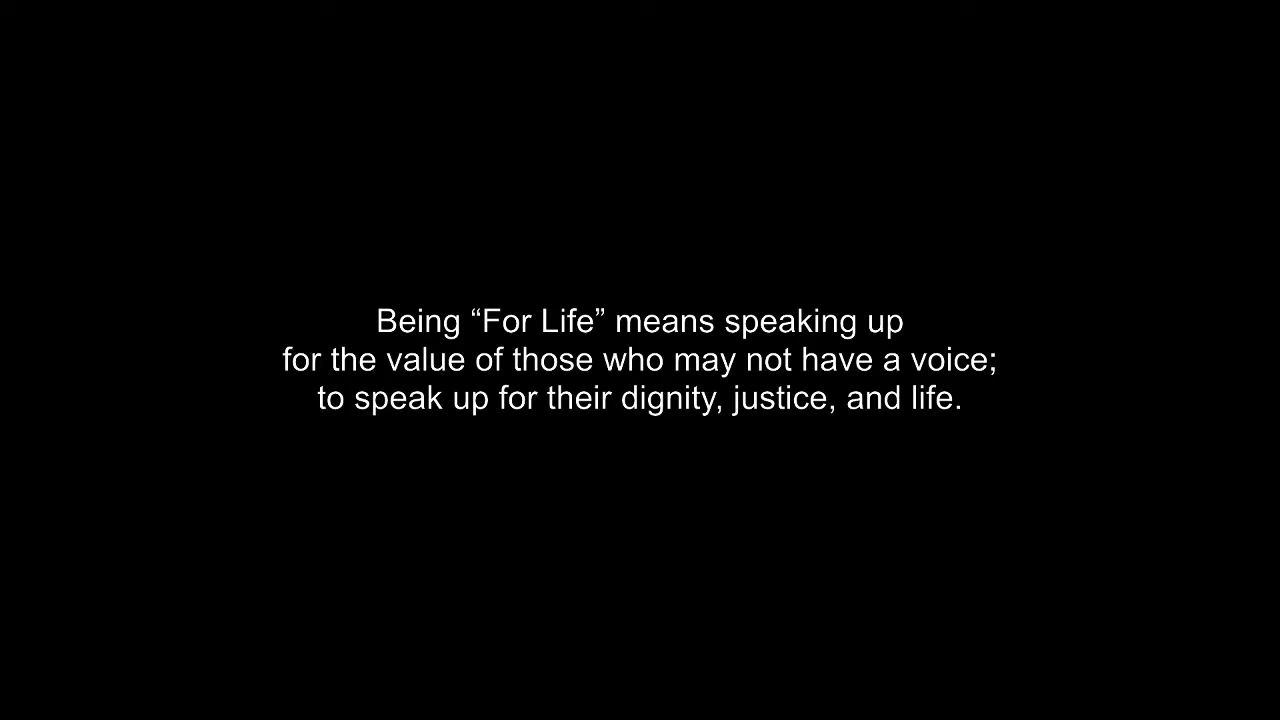 Being “For Life” means speaking up
for the value of those who may not have a voice;
to speak up for their dignity, justice, and life.